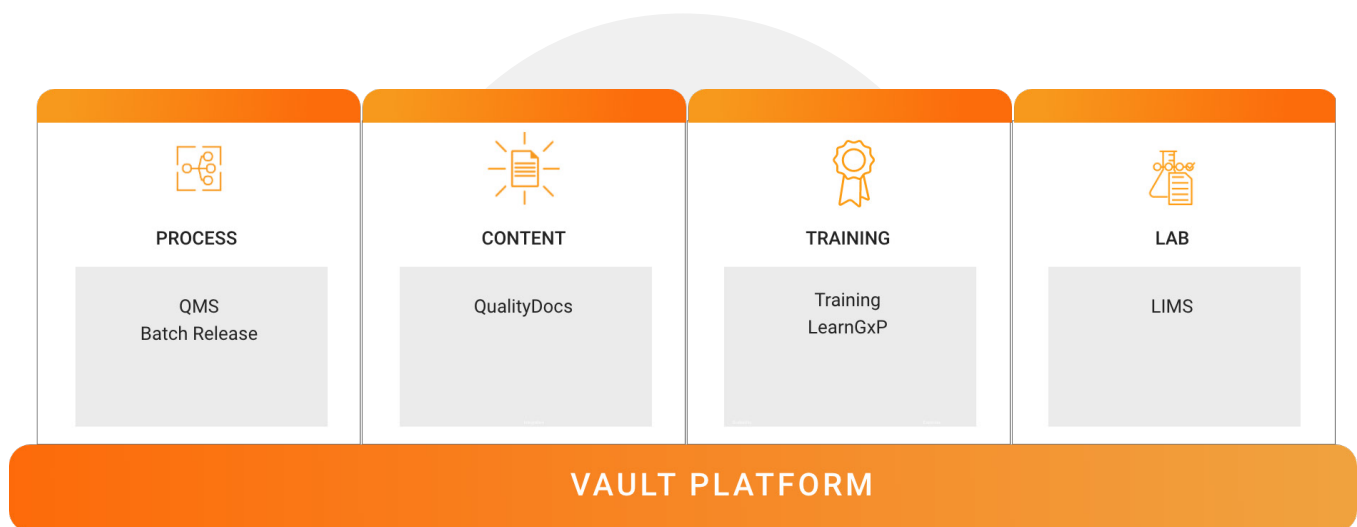 PROCESS
QMS
Batch Release
CONTENT
QualityDocs
TRAINING
Training
LearnGxP
LAB
LIMS
VAULT PLATFORM